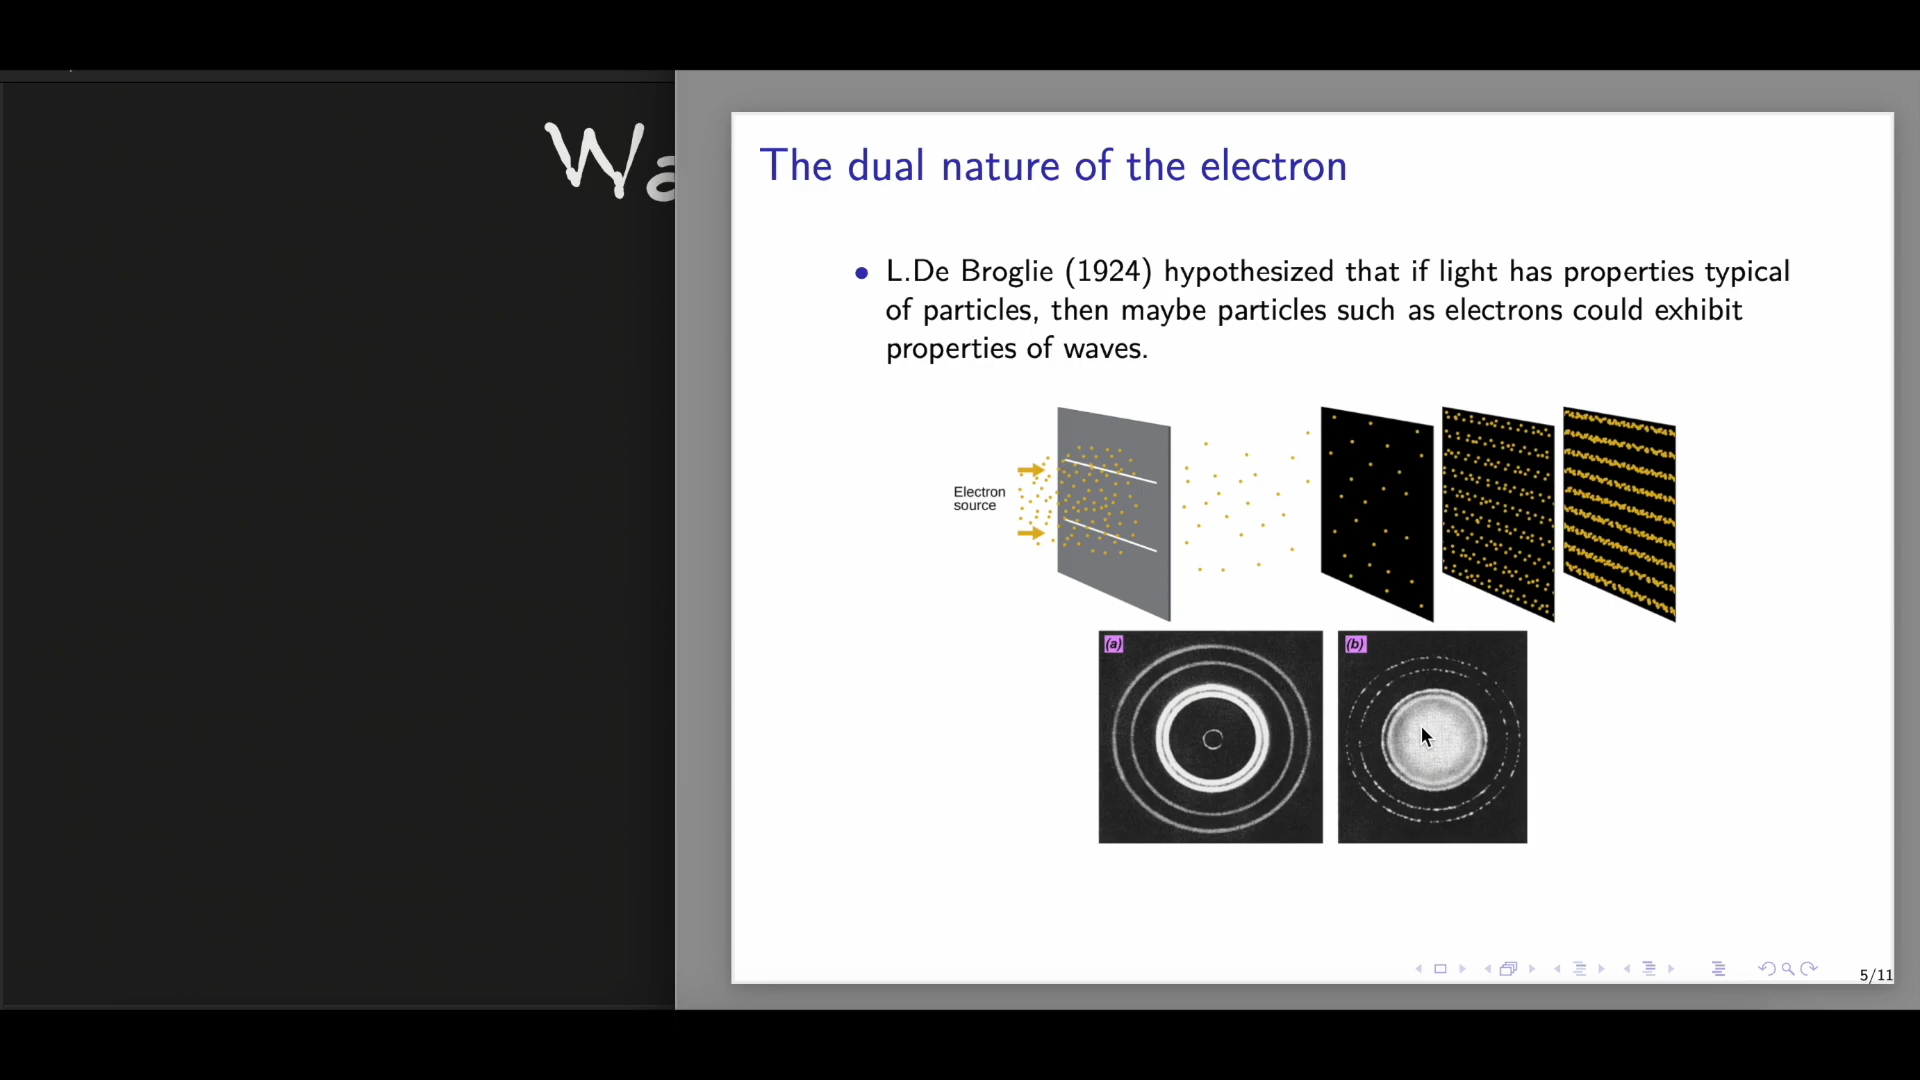 Wa
The dual nature of the electron
L.De Broglie (1924) hypothesized that if light has properties typical
of particles, then maybe particles such as electrons could exhibit
properties of waves.
Electron
source
(a)
(b)
5/11